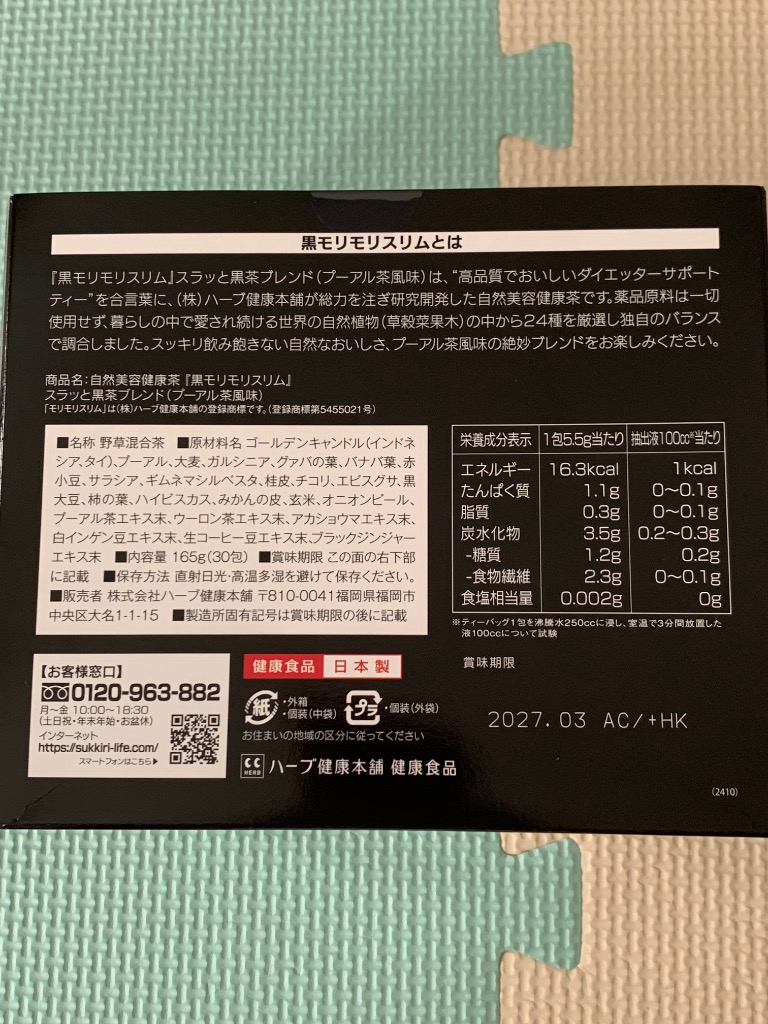 黒モリモリスリムとは
『黒モリモリスリム』スラッと黒茶ブレンド(プーアル茶風味)は、“高品質でおいしいダイエッターサポート
ティー”を合言葉に、(株)ハーブ健康本舗が総力を注ぎ研究開発した自然美容健康茶です。薬品原料は一切
使用せず、暮らしの中で愛され続ける世界の自然植物(草穀菜果木)の中から24種を厳選し独自のバランス
で調合しました。スッキリ飲み飽きない自然なおいしさ、プーアル茶風味の絶妙ブレンドをお楽しみください。
商品名:自然美容健康茶『黒モリモリスリム』
スラッと黒茶ブレンド(プーアル茶風味)
「モリモリスリム」は(株)ハーブ健康本舗の登録商標です。(登録商標第5455021号)
■名称 野草混合茶 ■原材料名 ゴールデンキャンドル(インドネ
シア、タイ)、プーアル、大麦、ガルシニア、グァバの葉、バナバ葉、赤
小豆、サラシア、ギムネマシルベスタ、桂皮、チコリ、エビスグサ、黒
大豆、柿の葉、ハイビスカス、みかんの皮、玄米、オニオンピール、
プーアル茶エキス末、ウーロン茶エキス末、アカショウマエキス末、
白インゲン豆エキス末、生コーヒー豆エキス末、ブラックジンジャー
エキス末 ■内容量 165g(30包) ■賞味期限 この面の右下部
に記載 ■保存方法 直射日光・高温多湿を避けて保存ください。
■販売者 株式会社ハーブ健康本舗 〒810-0041福岡県福岡市
中央区大名1-1-15 ■製造所固有記号は賞味期限の後に記載
栄養成分表示 1包5.5g当たり 抽出液100cc※当たり
エネルギー 16.3kcal 1kcal
たんぱく質 1.1g 0~0.1g
脂質 0.3g 0~0.1g
炭水化物 3.5g 0.2~0.3g
-糖質 1.2g 0.2g
-食物繊維 2.3g 0~0.1g
食塩相当量 0.002g 0g
※ティーバッグ1包を沸騰水250ccに浸し、室温で3分間放置した
液100ccについて試験
賞味期限
2027.03 AC/+HK
(2410)
【お客様窓口】
0120-963-882
月~金 10:00~18:30
(土日祝・年末年始・お盆休)
インターネット
https://sukkiri-life.com/
スマートフォンはこちら▶
健康食品 日本製
紙 ・外箱
・個装(中袋)
プラ ・個装(外袋)
お住まいの地域の区分に従ってください
CC HERB ハーブ健康本舗 健康食品